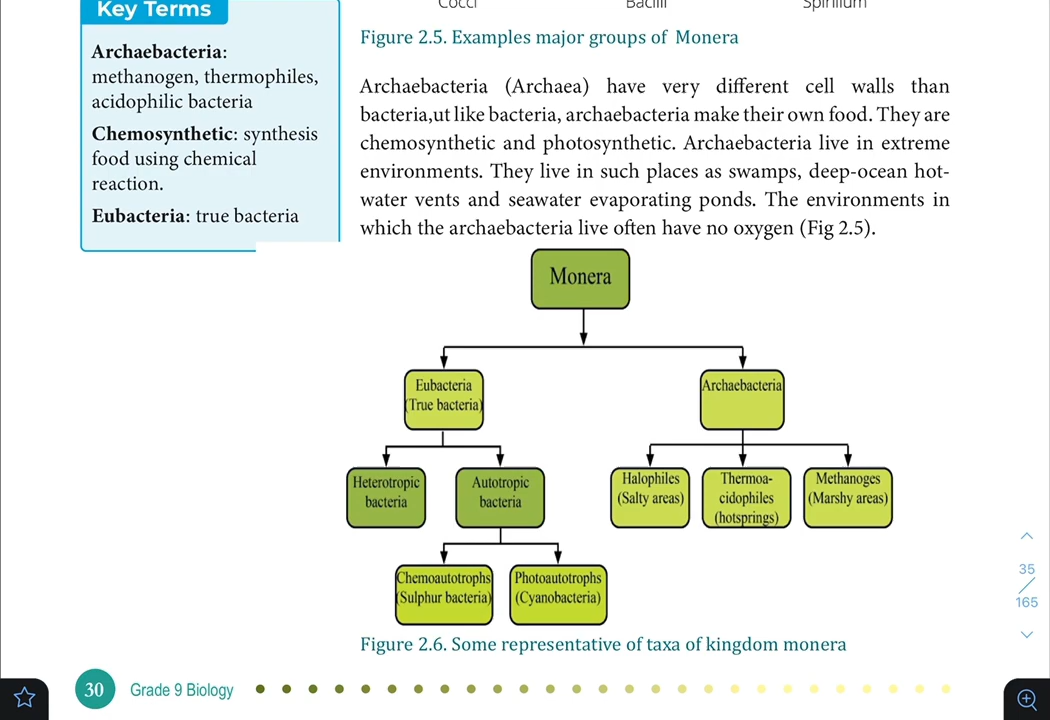 Key Terms
Archaebacteria:
methanogen, thermophiles,
acidophilic bacteria
Chemosynthetic: synthesis
food using chemical
reaction.
Eubacteria: true bacteria
Cocci
Bacilli
Spirillum
Figure 2.5. Examples major groups of Monera
Archaebacteria (Archaea) have very different cell walls than
bacteria,ut like bacteria, archaebacteria make their own food. They are
chemosynthetic and photosynthetic. Archaebacteria live in extreme
environments. They live in such places as swamps, deep-ocean hot-
water vents and seawater evaporating ponds. The environments in
which the archaebacteria live often have no oxygen (Fig 2.5).
Monera
Eubacteria
(True bacteria)
Archaebacteria
Heterotropic
bacteria
Autotropic
bacteria
Halophiles
(Salty areas)
Thermoa-
cidophiles
(hotsprings)
Methanoges
(Marshy areas)
Chemoautotrophs
(Sulphur bacteria)
Photoautotrophs
(Cyanobacteria)
Figure 2.6. Some representative of taxa of kingdom monera
35
165
30 Grade 9 Biology